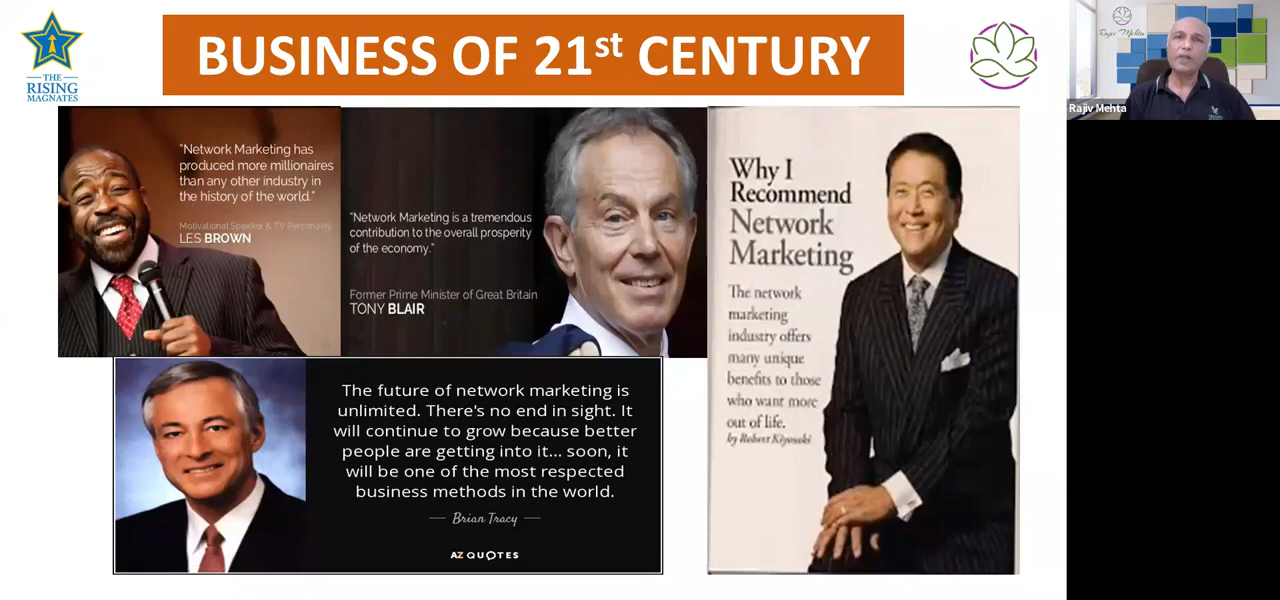 BUSINESS OF 21st CENTURY
THE
RISING
MAGNATES
Rajiv Mehta
Rajiv Mehta
"Network Marketing has
produced more millionaires
than any other industry in
the history of the world."
Motivational Speaker & TV Personality
LES BROWN
"Network Marketing is a tremendous
contribution to the overall prosperity
of the economy."
Former Prime Minister of Great Britain
TONY BLAIR
Why I
Recommend
Network
Marketing
The network
marketing
industry offers
many unique
benefits to those
who want more
out of life.
by Robert Kiyosaki
The future of network marketing is
unlimited. There's no end in sight. It
will continue to grow because better
people are getting into it... soon, it
will be one of the most respected
business methods in the world.
Brian Tracy
AZ QUOTES